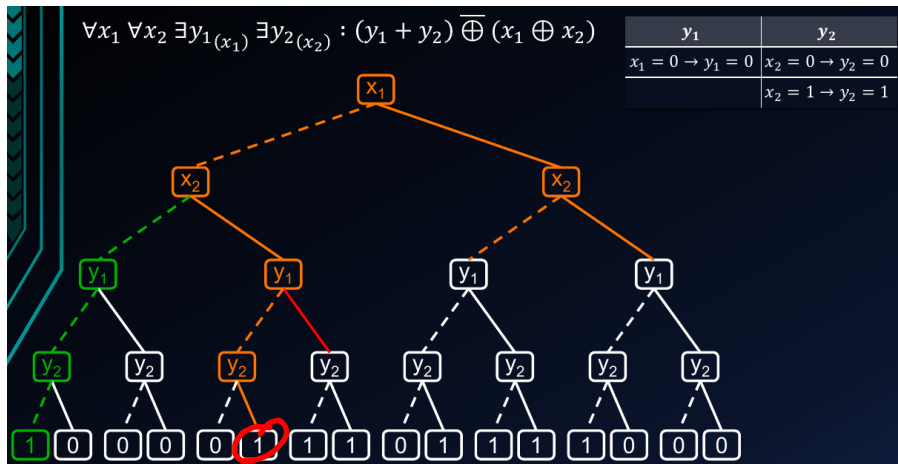 ∀x₁ ∀x₂ ∃y₁₍ₓ₁₎ ∃y₂₍ₓ₂₎ : (y₁ + y₂) ⊕̅ (x₁ ⊕ x₂)
y₁ y₂
x₁ = 0 → y₁ = 0 x₂ = 0 → y₂ = 0
x₂ = 1 → y₂ = 1
x₁
x₂ x₂
y₁ y₁ y₁ y₁
y₂ y₂ y₂ y₂ y₂ y₂ y₂ y₂
1 0 0 0 0 1 1 1 0 1 1 1 1 0 0 0